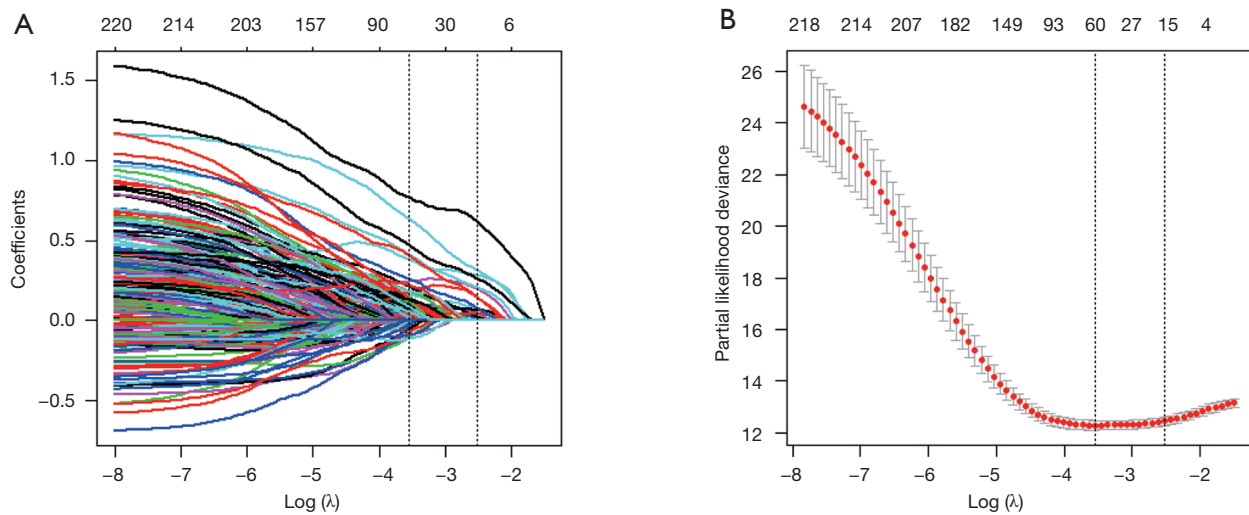 A
220 214 203 157 90 30 6
Coefficients
1.5
1.0
0.5
0.0
−0.5
−8 −7 −6 −5 −4 −3 −2
Log (λ)
B
218 214 207 182 149 93 60 27 15 4
Partial likelihood deviance
26
24
22
20
18
16
14
12
−8 −7 −6 −5 −4 −3 −2
Log (λ)